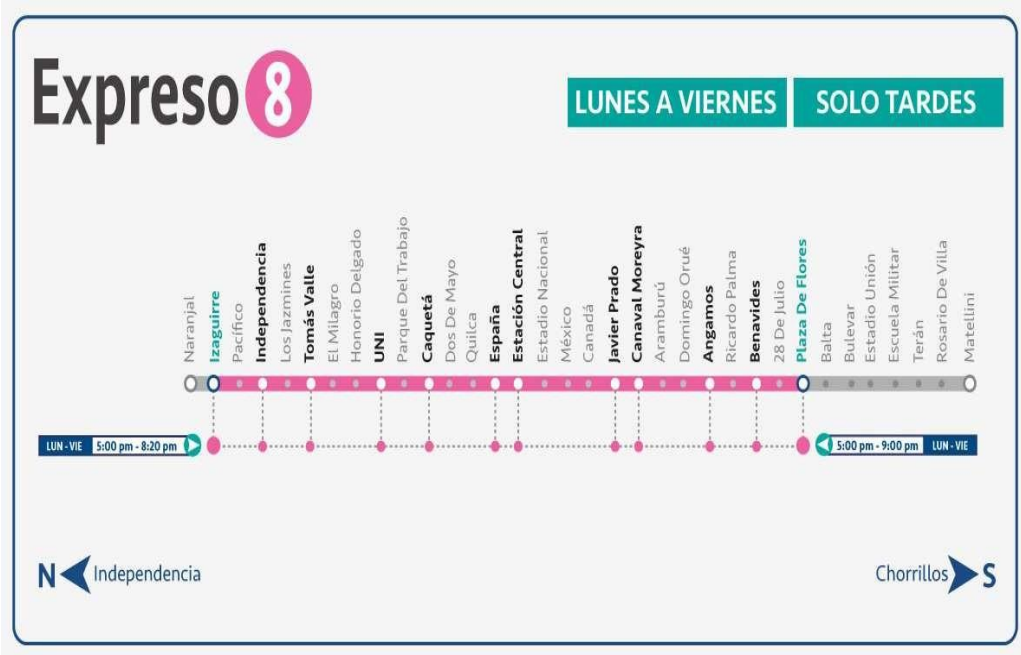 Expreso 8
LUNES A VIERNES
SOLO TARDES
Naranjal
Izaguirre
Pacífico
Independencia
Los Jazmines
Tomás Valle
El Milagro
Honorio Delgado
UNI
Parque Del Trabajo
Caquetá
Dos De Mayo
Quilca
España
Estación Central
Estadio Nacional
México
Canadá
Javier Prado
Canaval Moreyra
Aramburú
Domingo Orué
Angamos
Ricardo Palma
Benavides
28 De Julio
Plaza De Flores
Balta
Bulevar
Estadio Unión
Escuela Militar
Terán
Rosario De Villa
Matellini
LUN - VIE 5:00 pm - 8:20 pm
5:00 pm - 9:00 pm LUN - VIE
N Independencia
Chorrillos S